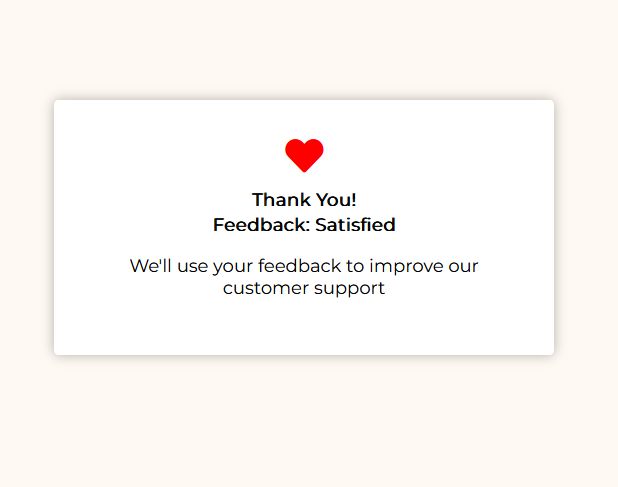 Thank You!
Feedback: Satisfied
We'll use your feedback to improve our
customer support